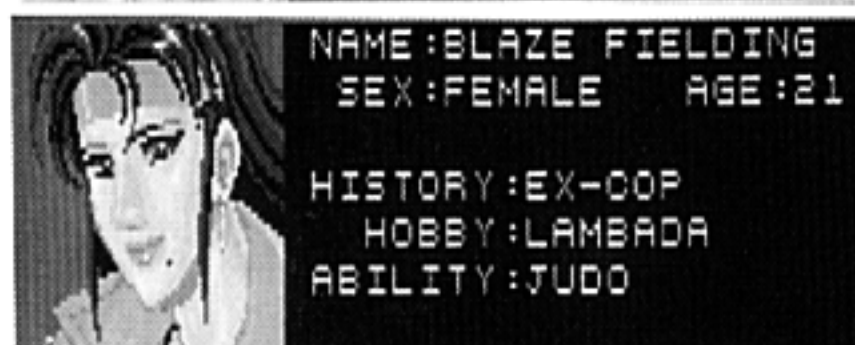 NAME:BLAZE FIELDING
SEX:FEMALE AGE:21
HISTORY:EX-COP
HOBBY:LAMBADA
ABILITY:JUDO